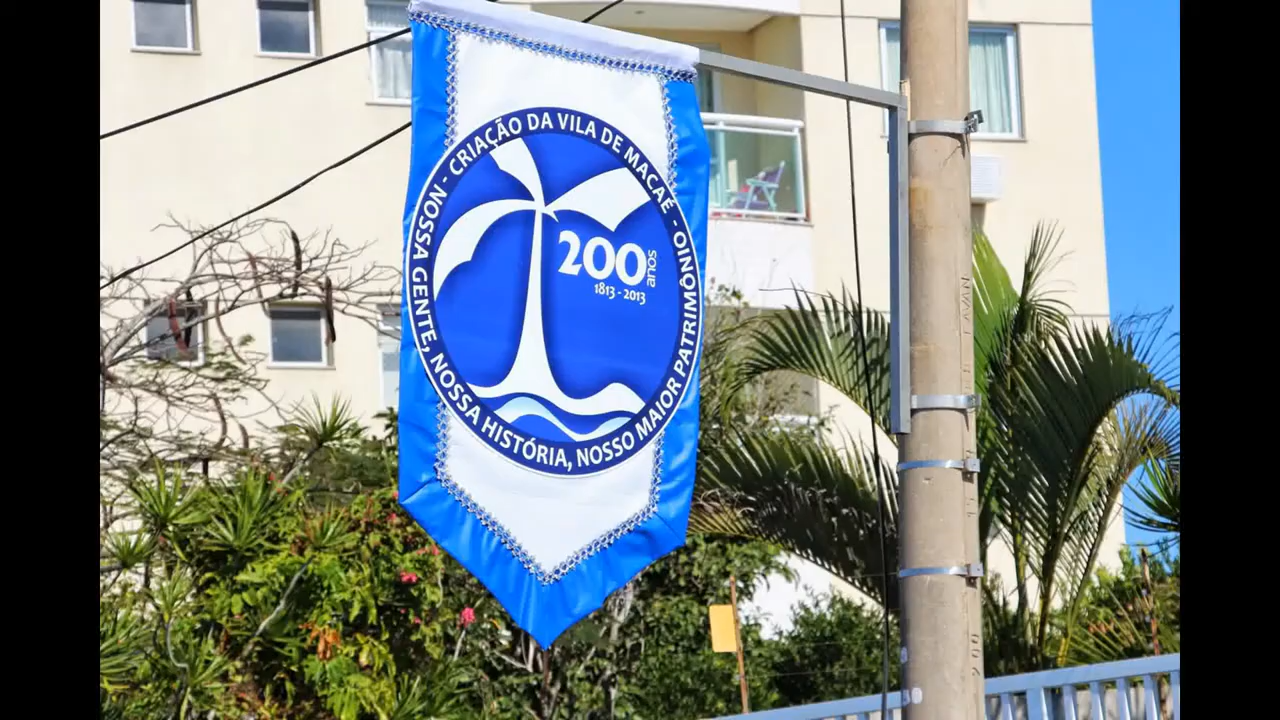 CRIAÇÃO DA VILA DE MACAÉ -
NOSSA GENTE, NOSSA HISTÓRIA, NOSSO MAIOR PATRIMÔNIO -
200
anos
1813 - 2013